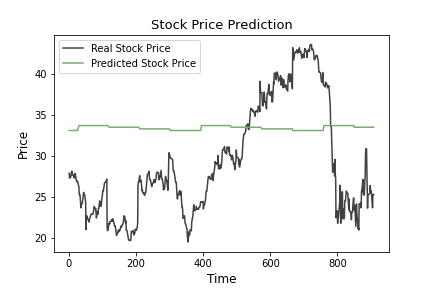 Stock Price Prediction
Real Stock Price
Predicted Stock Price
Price
40
35
30
25
20
0 200 400 600 800
Time